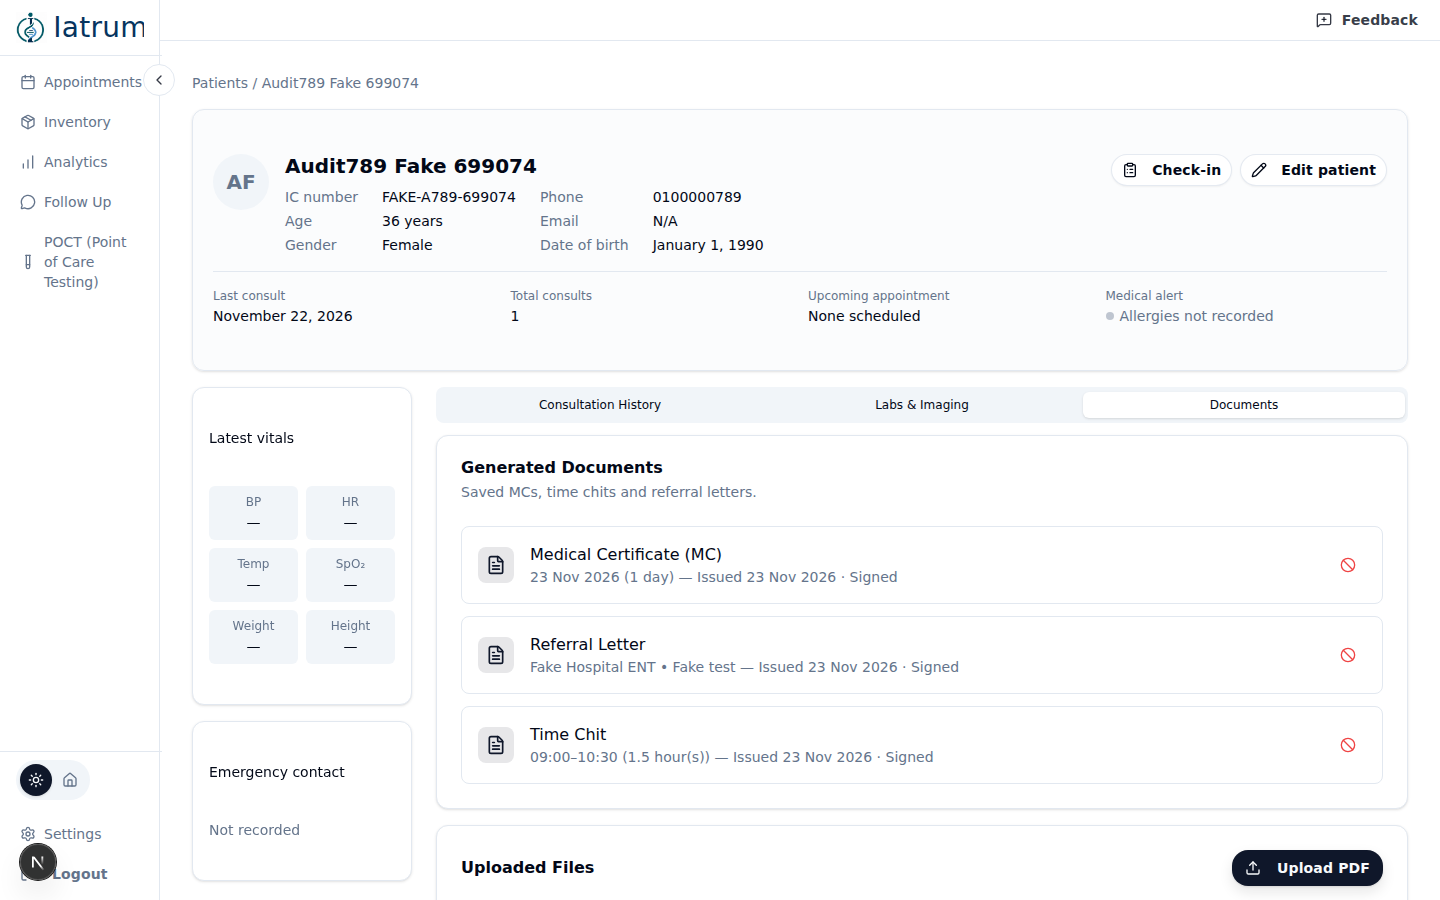 Iatrum
Feedback
Appointments
Inventory
Analytics
Follow Up
POCT (Point
of Care
Testing)
Settings
N
Logout
Patients / Audit789 Fake 699074
AF
Audit789 Fake 699074
Check-in
Edit patient
IC number FAKE-A789-699074 Phone 0100000789
Age 36 years Email N/A
Gender Female Date of birth January 1, 1990
Last consult
November 22, 2026
Total consults
1
Upcoming appointment
None scheduled
Medical alert
Allergies not recorded
Latest vitals
BP
—
HR
—
Temp
—
SpO₂
—
Weight
—
Height
—
Emergency contact
Not recorded
Consultation History
Labs & Imaging
Documents
Generated Documents
Saved MCs, time chits and referral letters.
Medical Certificate (MC)
23 Nov 2026 (1 day) — Issued 23 Nov 2026 · Signed
Referral Letter
Fake Hospital ENT • Fake test — Issued 23 Nov 2026 · Signed
Time Chit
09:00–10:30 (1.5 hour(s)) — Issued 23 Nov 2026 · Signed
Uploaded Files
Upload PDF